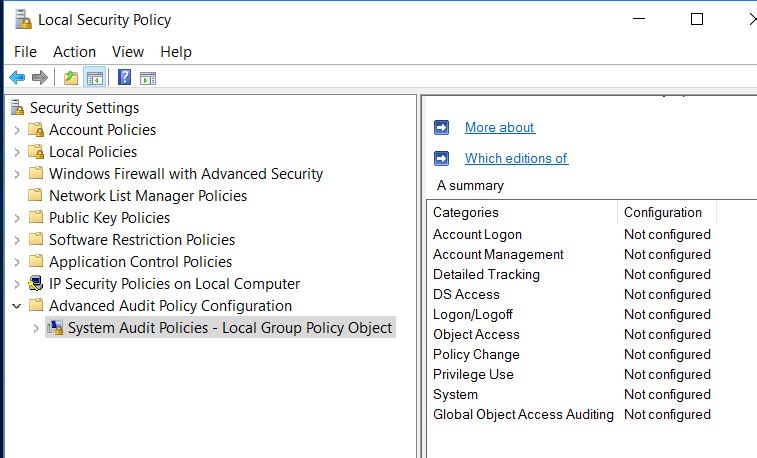 Local Security Policy
File Action View Help
Security Settings
Account Policies
Local Policies
Windows Firewall with Advanced Security
Network List Manager Policies
Public Key Policies
Software Restriction Policies
Application Control Policies
IP Security Policies on Local Computer
Advanced Audit Policy Configuration
System Audit Policies - Local Group Policy Object
More about
Which editions of
A summary
Categories Configuration
Account Logon Not configured
Account Management Not configured
Detailed Tracking Not configured
DS Access Not configured
Logon/Logoff Not configured
Object Access Not configured
Policy Change Not configured
Privilege Use Not configured
System Not configured
Global Object Access Auditing Not configured